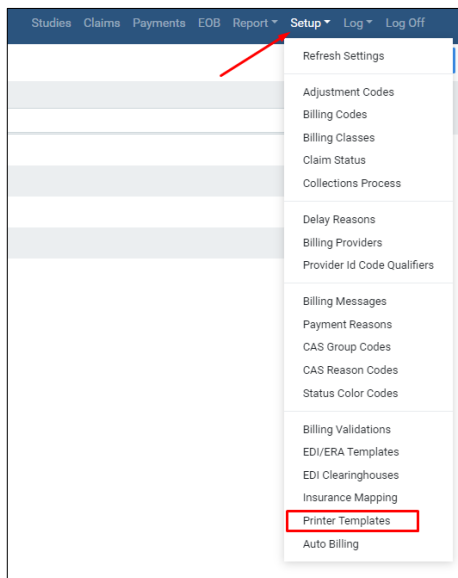 Studies Claims Payments EOB Report Setup Log Log Off
Refresh Settings
Adjustment Codes
Billing Codes
Billing Classes
Claim Status
Collections Process
Delay Reasons
Billing Providers
Provider Id Code Qualifiers
Billing Messages
Payment Reasons
CAS Group Codes
CAS Reason Codes
Status Color Codes
Billing Validations
EDI/ERA Templates
EDI Clearinghouses
Insurance Mapping
Printer Templates
Auto Billing